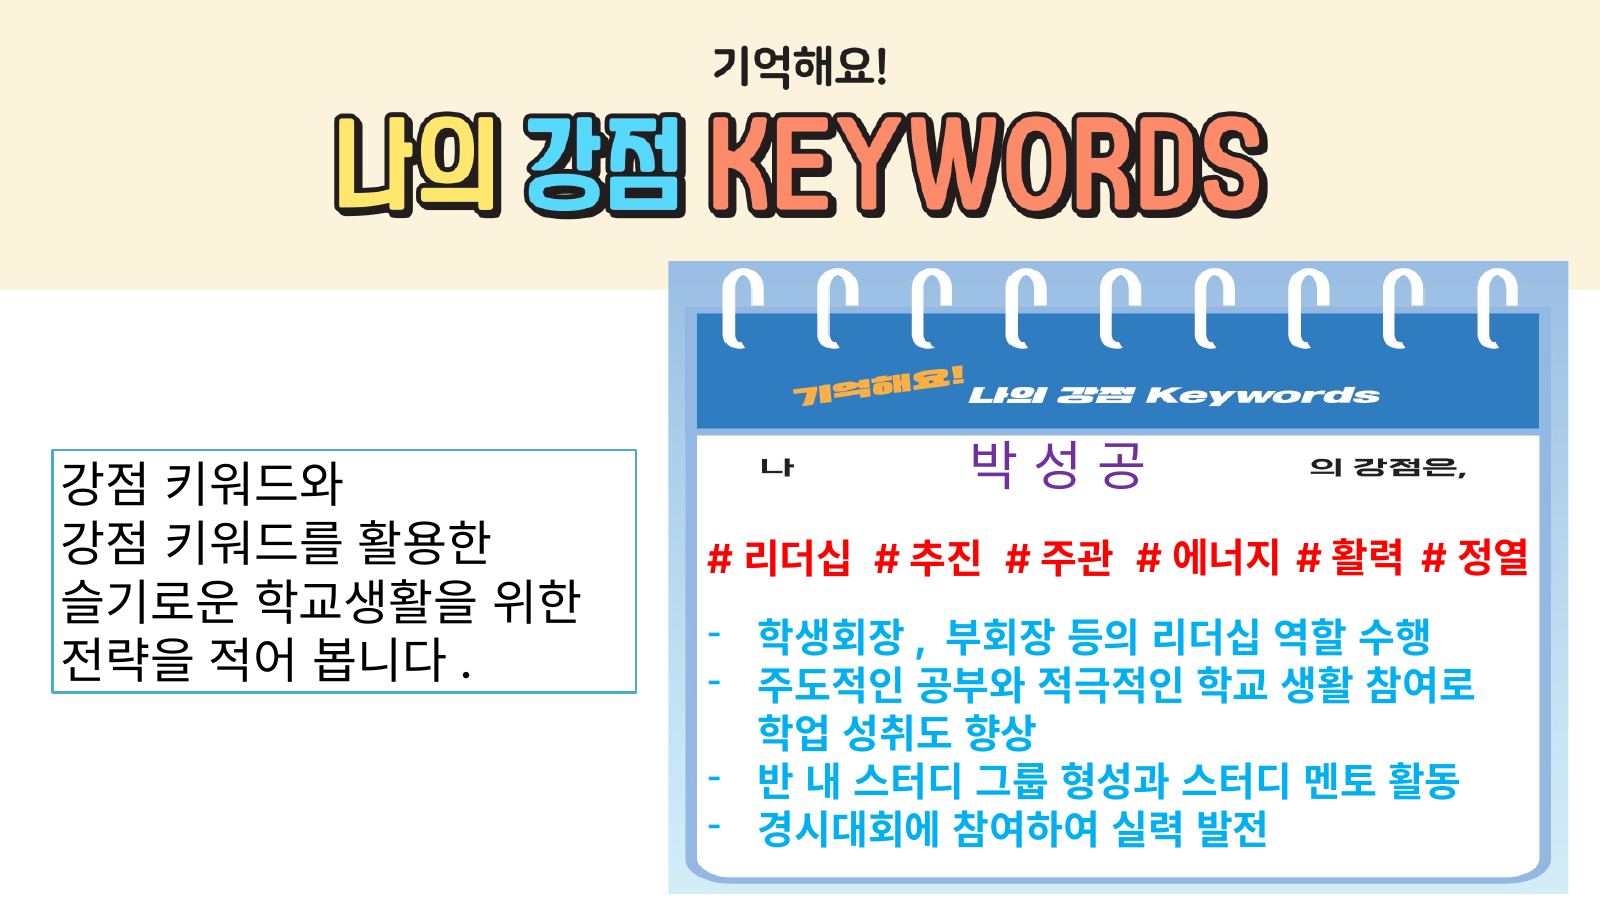 기억해요!
나의 강점 KEYWORDS
강점 키워드와
강점 키워드를 활용한
슬기로운 학교생활을 위한
전략을 적어 봅니다 .
기억해요! 나의 강점 Keywords
나 박 성 공 의 강점은,
# 리더십 # 추진 # 주관 # 에너지 # 활력 # 정열
- 학생회장 , 부회장 등의 리더십 역할 수행
- 주도적인 공부와 적극적인 학교 생활 참여로
학업 성취도 향상
- 반 내 스터디 그룹 형성과 스터디 멘토 활동
- 경시대회에 참여하여 실력 발전